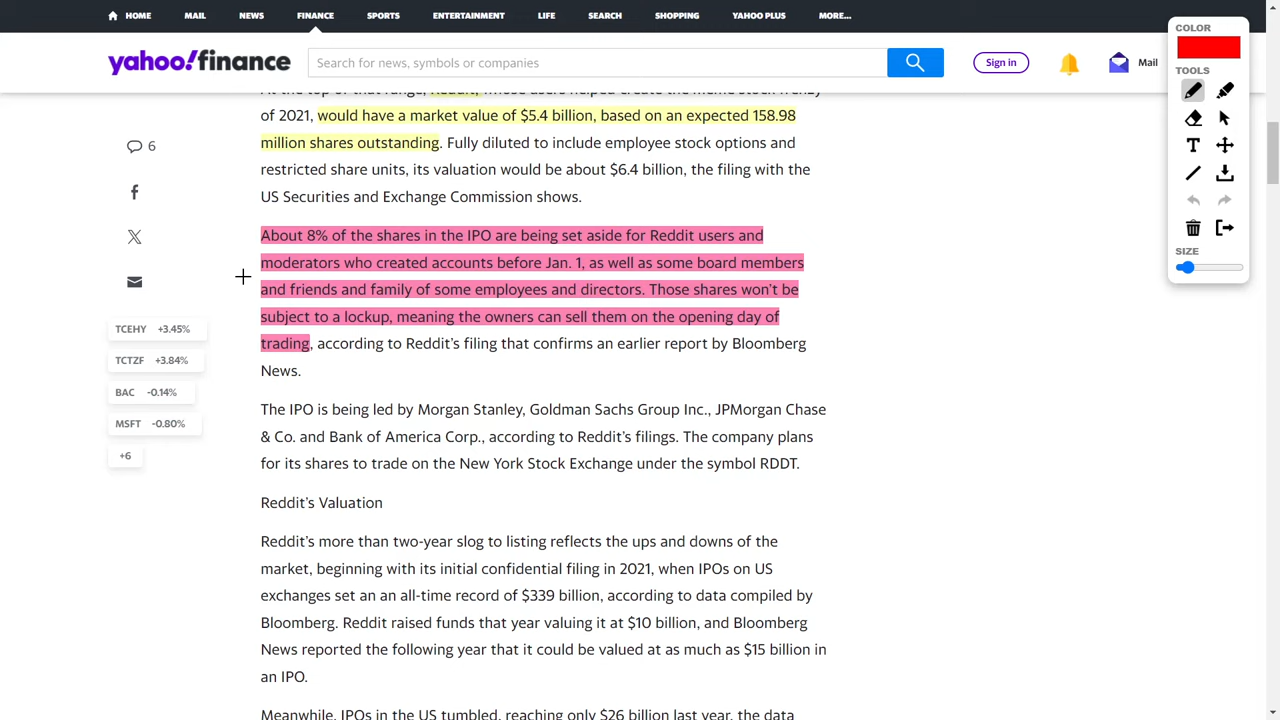 HOME MAIL NEWS FINANCE SPORTS ENTERTAINMENT LIFE SEARCH SHOPPING YAHOO PLUS MORE...
yahoo!finance Search for news, symbols or companies Sign in Mail
COLOR
TOOLS
T
SIZE
6
TCEHY +3.45%
TCTZF +3.84%
BAC -0.14%
MSFT -0.80%
+6
At the top of that range, Reddit, whose users helped create the meme stock frenzy
of 2021, would have a market value of $5.4 billion, based on an expected 158.98
million shares outstanding. Fully diluted to include employee stock options and
restricted share units, its valuation would be about $6.4 billion, the filing with the
US Securities and Exchange Commission shows.
About 8% of the shares in the IPO are being set aside for Reddit users and
moderators who created accounts before Jan. 1, as well as some board members
and friends and family of some employees and directors. Those shares won't be
subject to a lockup, meaning the owners can sell them on the opening day of
trading, according to Reddit's filing that confirms an earlier report by Bloomberg
News.
The IPO is being led by Morgan Stanley, Goldman Sachs Group Inc., JPMorgan Chase
& Co. and Bank of America Corp., according to Reddit's filings. The company plans
for its shares to trade on the New York Stock Exchange under the symbol RDDT.
Reddit's Valuation
Reddit's more than two-year slog to listing reflects the ups and downs of the
market, beginning with its initial confidential filing in 2021, when IPOs on US
exchanges set an an all-time record of $339 billion, according to data compiled by
Bloomberg. Reddit raised funds that year valuing it at $10 billion, and Bloomberg
News reported the following year that it could be valued at as much as $15 billion in
an IPO.
Meanwhile, IPOs in the US tumbled, reaching only $26 billion last year, the data